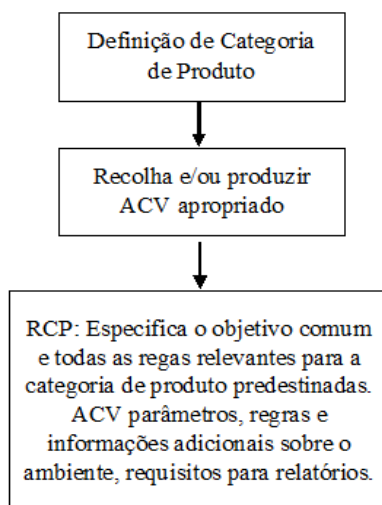 Definição de Categoria
de Produto
Recolha e/ou produzir
ACV apropriado
RCP: Especifica o objetivo comum
e todas as regas relevantes para a
categoria de produto predestinadas.
ACV parâmetros, regras e
informações adicionais sobre o
ambiente, requisitos para relatórios.